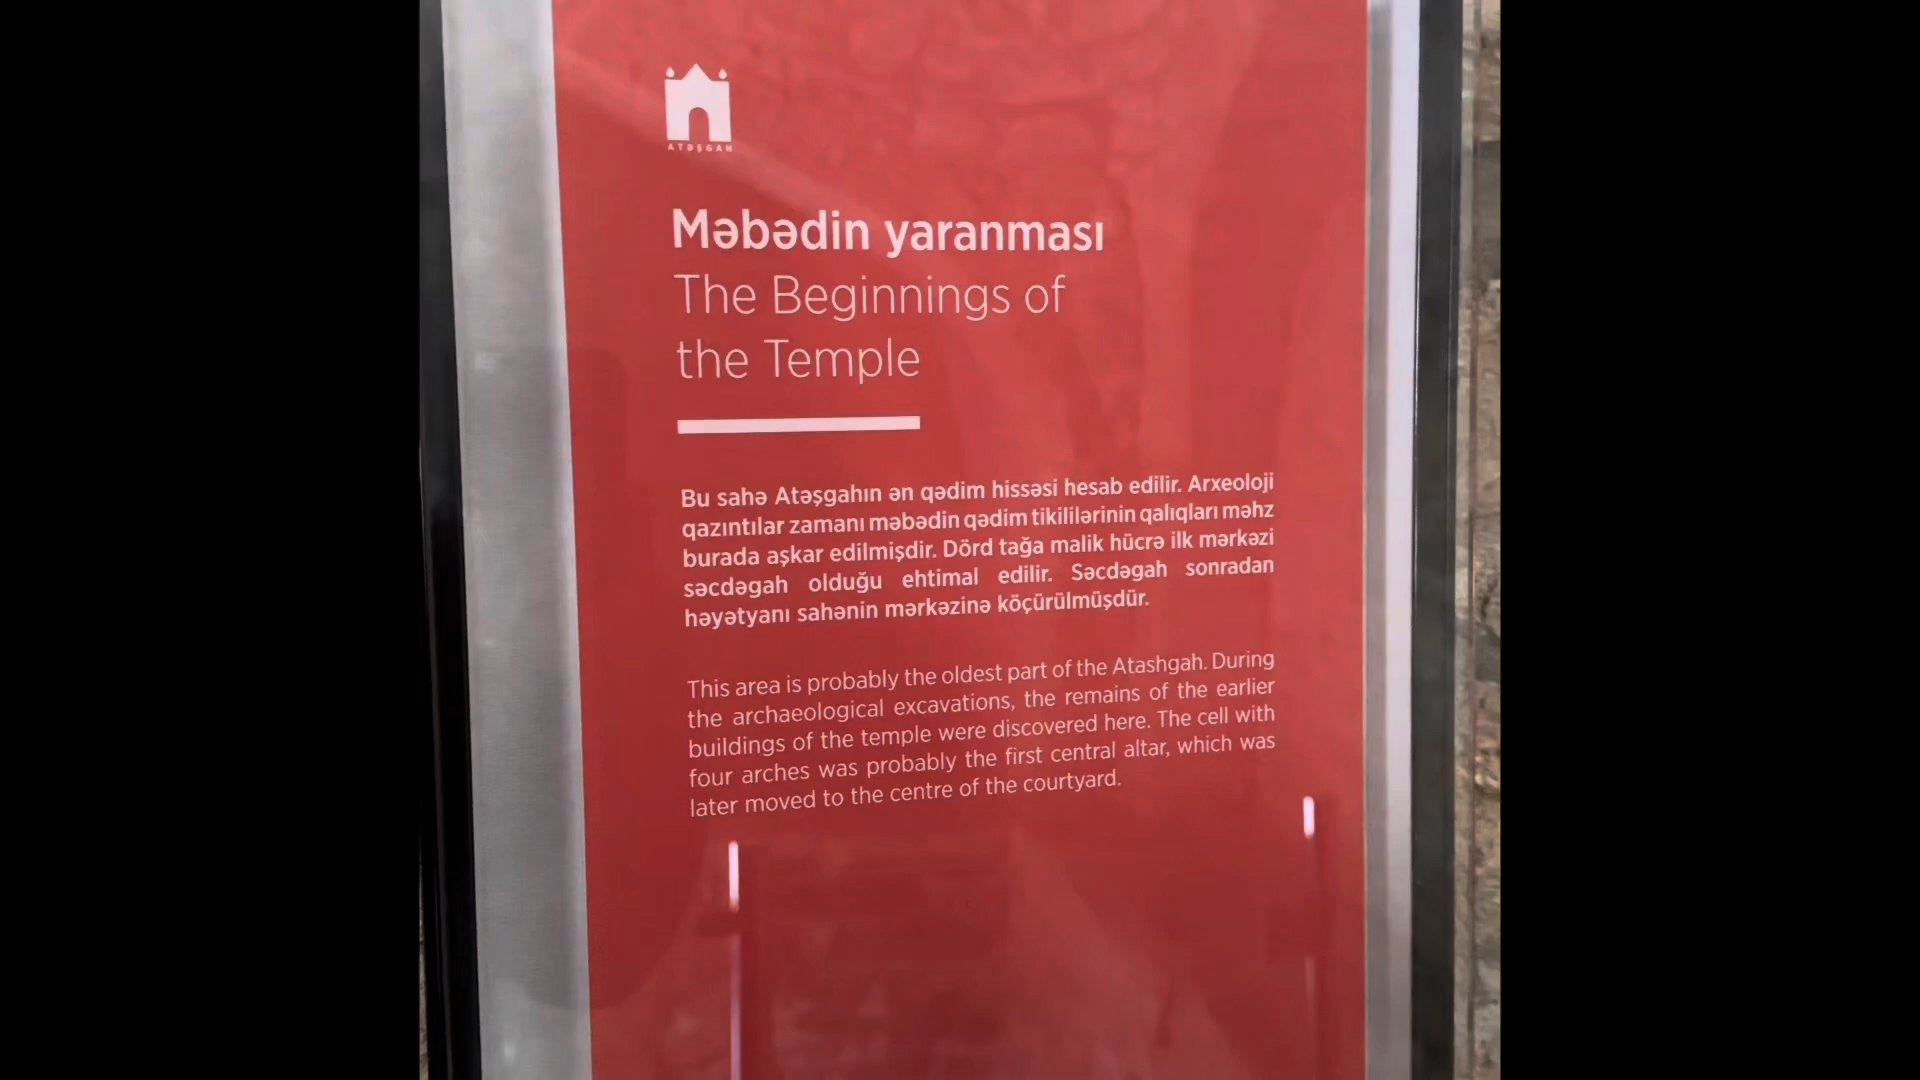 ATƏŞGAH
Məbədin yaranması
The Beginnings of
the Temple
Bu sahə Atəşgahın ən qədim hissəsi hesab edilir. Arxeoloji
qazıntılar zamanı məbədin qədim tikililərinin qalıqları məhz
burada aşkar edilmişdir. Dörd tağa malik hücrə ilk mərkəzi
səcdəgah olduğu ehtimal edilir. Səcdəgah sonradan
həyətyanı sahənin mərkəzinə köçürülmüşdür.
This area is probably the oldest part of the Atashgah. During
the archaeological excavations, the remains of the earlier
buildings of the temple were discovered here. The cell with
four arches was probably the first central altar, which was
later moved to the centre of the courtyard.